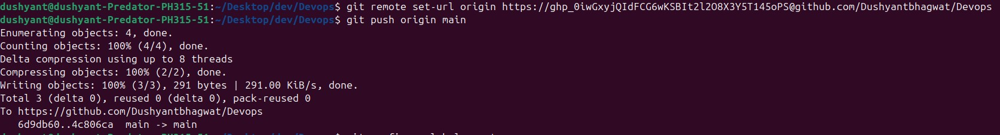 dushyant@dushyant-Predator-PH315-51:~/Desktop/dev/Devops$ git remote set-url origin https://[access token omitted]@github.com/Dushyantbhagwat/Devops
dushyant@dushyant-Predator-PH315-51:~/Desktop/dev/Devops$ git push origin main
Enumerating objects: 4, done.
Counting objects: 100% (4/4), done.
Delta compression using up to 8 threads
Compressing objects: 100% (2/2), done.
Writing objects: 100% (3/3), 291 bytes | 291.00 KiB/s, done.
Total 3 (delta 0), reused 0 (delta 0), pack-reused 0
To https://github.com/Dushyantbhagwat/Devops
   6d9db60..4c806ca  main -> main